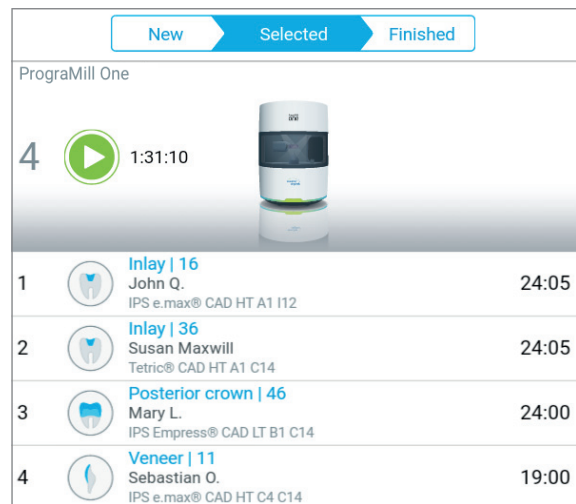 New
Selected
Finished
PrograMill One
4
1:31:10
one
1
Inlay | 16
John Q.
IPS e.max® CAD HT A1 I12
24:05
2
Inlay | 36
Susan Maxwill
Tetric® CAD HT A1 C14
24:05
3
Posterior crown | 46
Mary L.
IPS Empress® CAD LT B1 C14
24:00
4
Veneer | 11
Sebastian O.
IPS e.max® CAD HT C4 C14
19:00